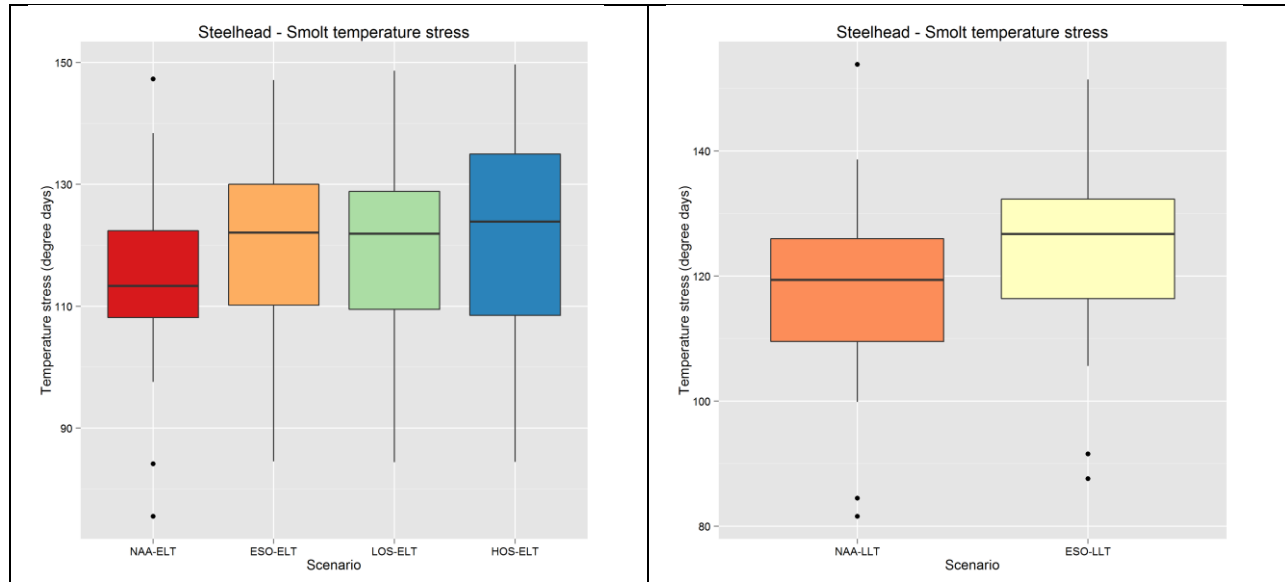 Steelhead - Smolt temperature stress
150
130
110
90
Temperature stress (degree days)
NAA-ELT ESO-ELT LOS-ELT HOS-ELT
Scenario
Steelhead - Smolt temperature stress
140
120
100
80
Temperature stress (degree days)
NAA-LLT ESO-LLT
Scenario